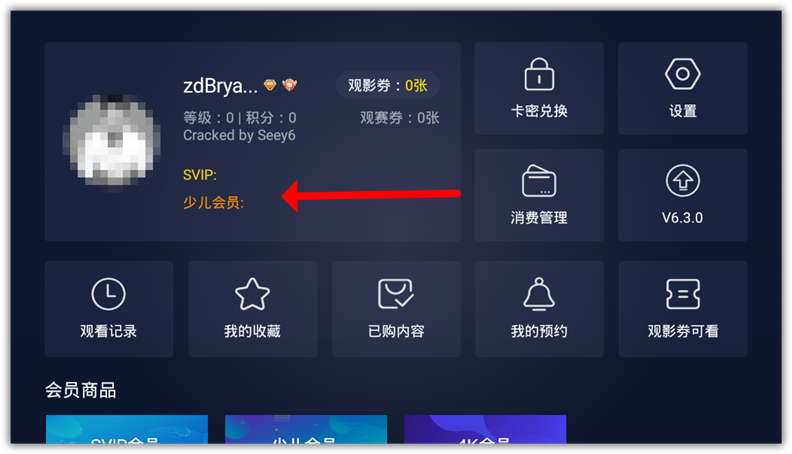 zdBrya...
观影券：0张
等级：0 | 积分：0
观赛券：0张
Cracked by Seey6
SVIP:
少儿会员:
卡密兑换
设置
消费管理
V6.3.0
观看记录
我的收藏
已购内容
我的预约
观影券可看
会员商品
SVIP会员
少儿会员
4K会员